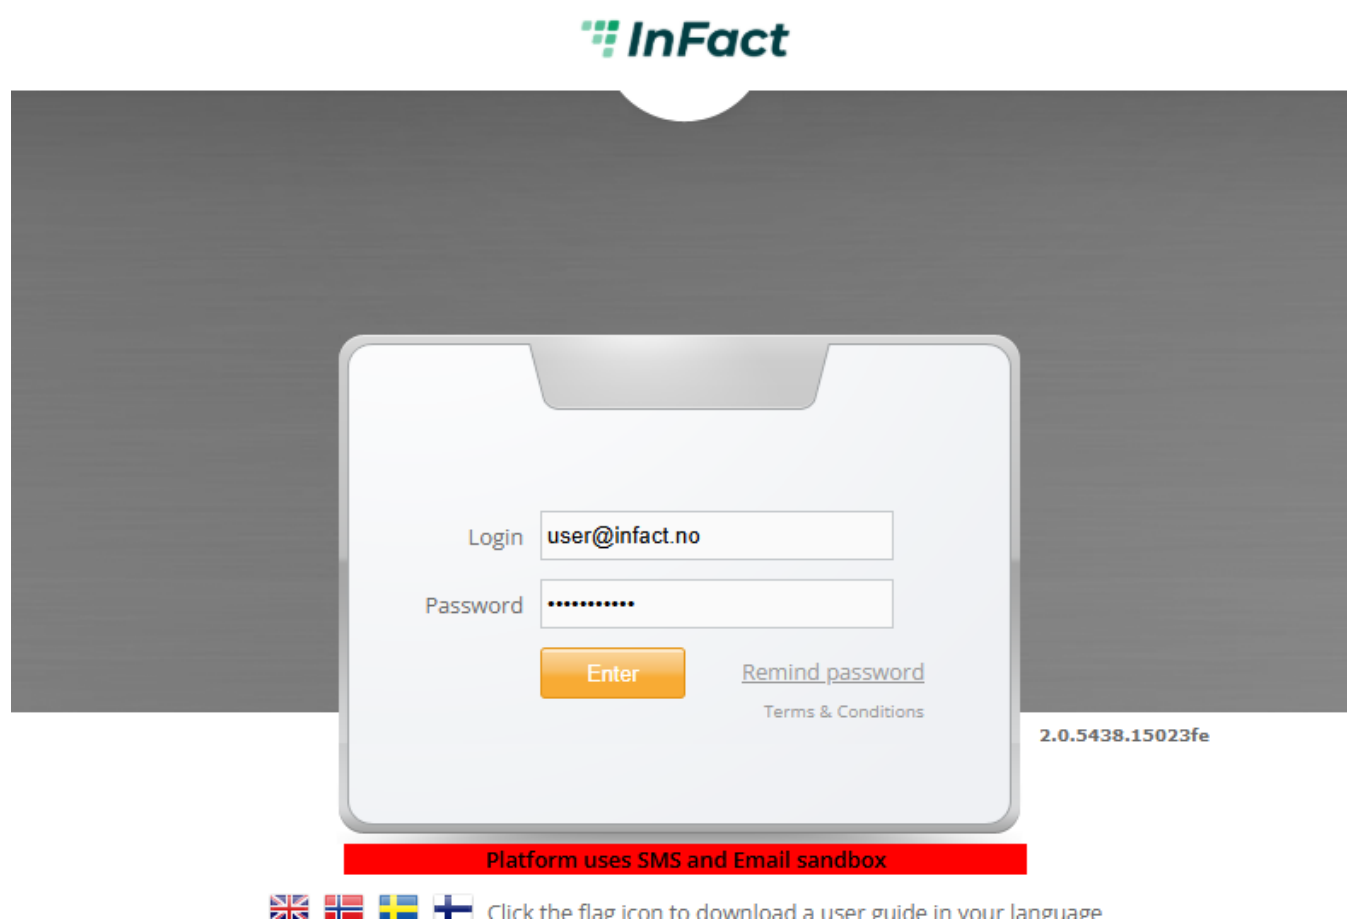 InFact
Login user@infact.no
Password •••••••••••
Enter Remind password
Terms & Conditions
2.0.5438.15023fe
Platform uses SMS and Email sandbox
Click the flag icon to download a user guide in your language